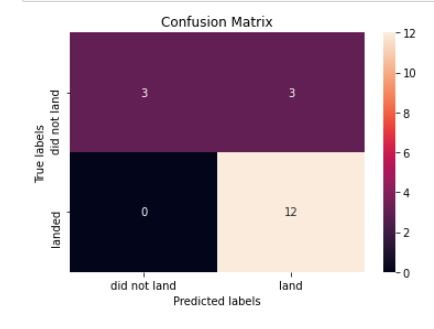 Confusion Matrix
did not land
landed
True labels
3
3
0
12
did not land
land
Predicted labels
12
10
8
6
4
2
0